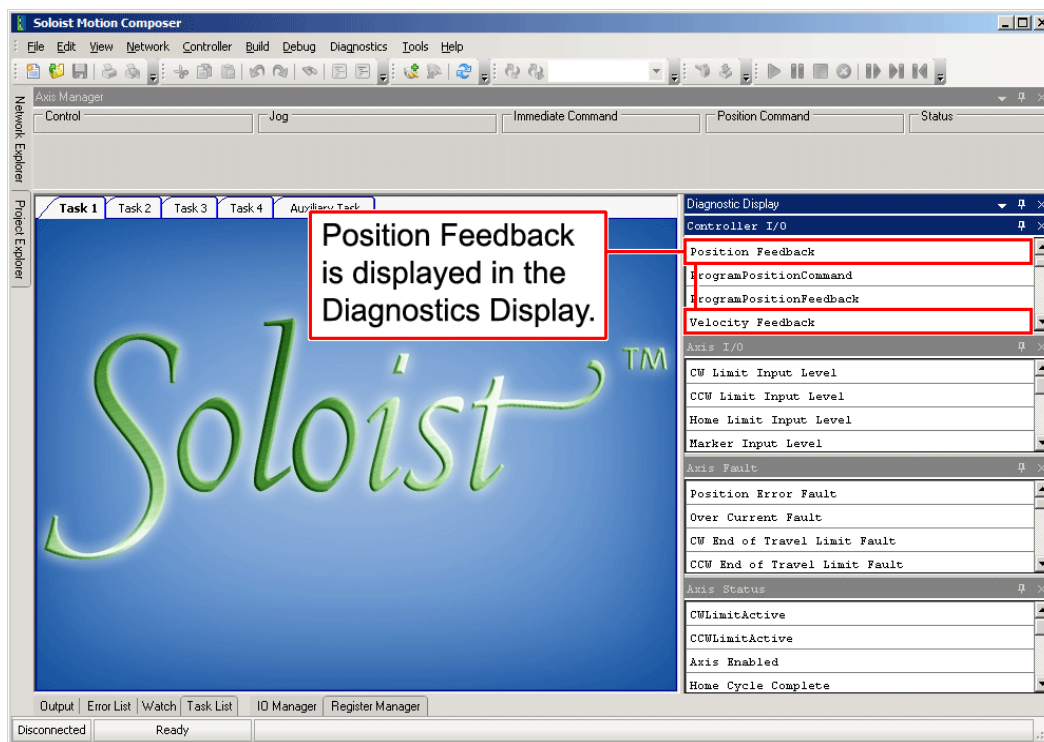 Soloist Motion Composer
File Edit View Network Controller Build Debug Diagnostics Tools Help
Axis Manager
Control
Jog
Immediate Command
Position Command
Status
Network Explorer
Project Explorer
Task 1
Task 2
Task 3
Task 4
Auxiliary Task
Position Feedback
is displayed in the
Diagnostics Display.
Soloist™
Diagnostic Display
Controller I/O
Position Feedback
ProgramPositionCommand
ProgramPositionFeedback
Velocity Feedback
Axis I/O
CW Limit Input Level
CCW Limit Input Level
Home Limit Input Level
Marker Input Level
Axis Fault
Position Error Fault
Over Current Fault
CW End of Travel Limit Fault
CCW End of Travel Limit Fault
Axis Status
CWLimitActive
CCWLimitActive
Axis Enabled
Home Cycle Complete
Output
Error List
Watch
Task List
IO Manager
Register Manager
Disconnected
Ready